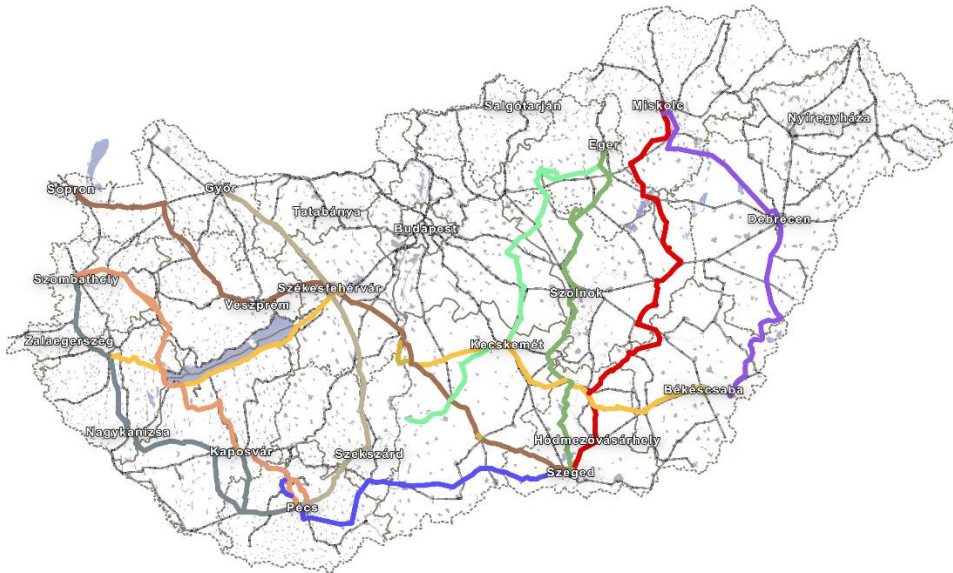 Salgótarján
Miskolc
Nyíregyháza
Eger
Sopron
Győr
Tatabánya
Budapest
Debrecen
Szombathely
Székesfehérvár
Veszprém
Szolnok
Zalaegerszeg
Kecskemét
Békéscsaba
Nagykanizsa
Kaposvár
Szekszárd
Hódmezővásárhely
Szeged
Pécs